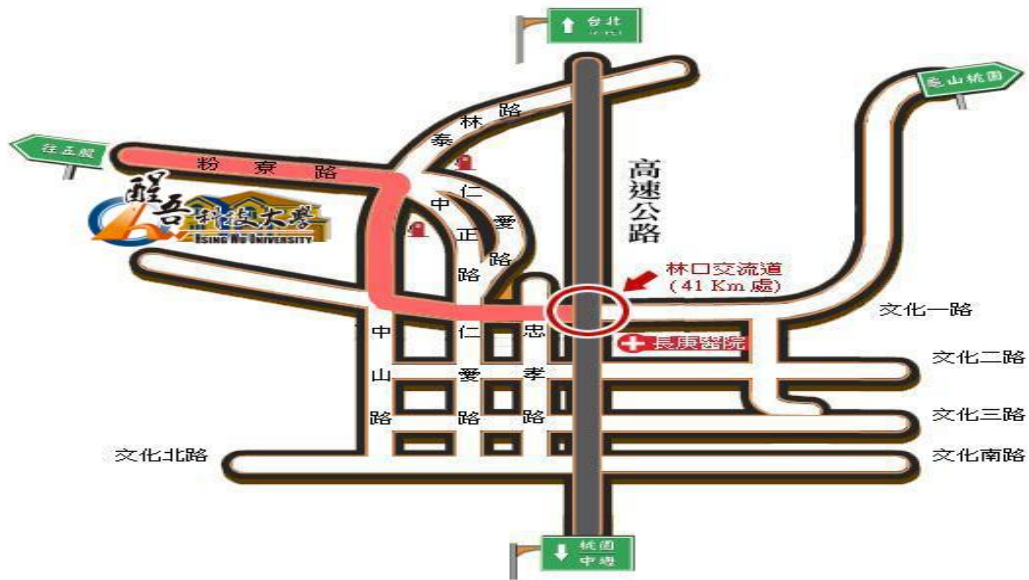 台北
龜山桃園
泰林路
高速公路
往五股
粉寮路
仁愛路
中正路
醒吾科技大學
HSING WU UNIVERSITY
林口交流道
(41 Km 處)
文化一路
長庚醫院
中山路
仁愛路
忠孝路
文化二路
文化三路
文化北路
文化南路
桃園
中壢